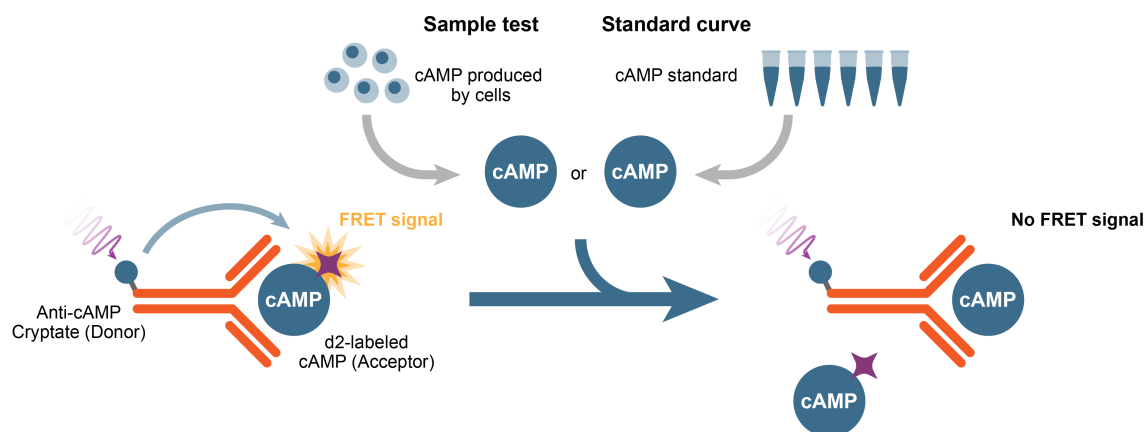 Sample test
Standard curve
cAMP produced
by cells
cAMP standard
cAMP
or
cAMP
FRET signal
No FRET signal
cAMP
cAMP
Anti-cAMP
Cryptate (Donor)
d2-labeled
cAMP (Acceptor)
cAMP